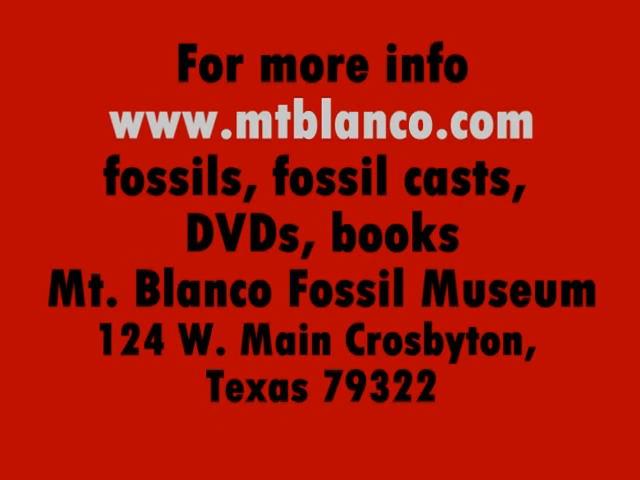 For more info
www.mtblanco.com
fossils, fossil casts,
DVDs, books
Mt. Blanco Fossil Museum
124 W. Main Crosbyton,
Texas 79322